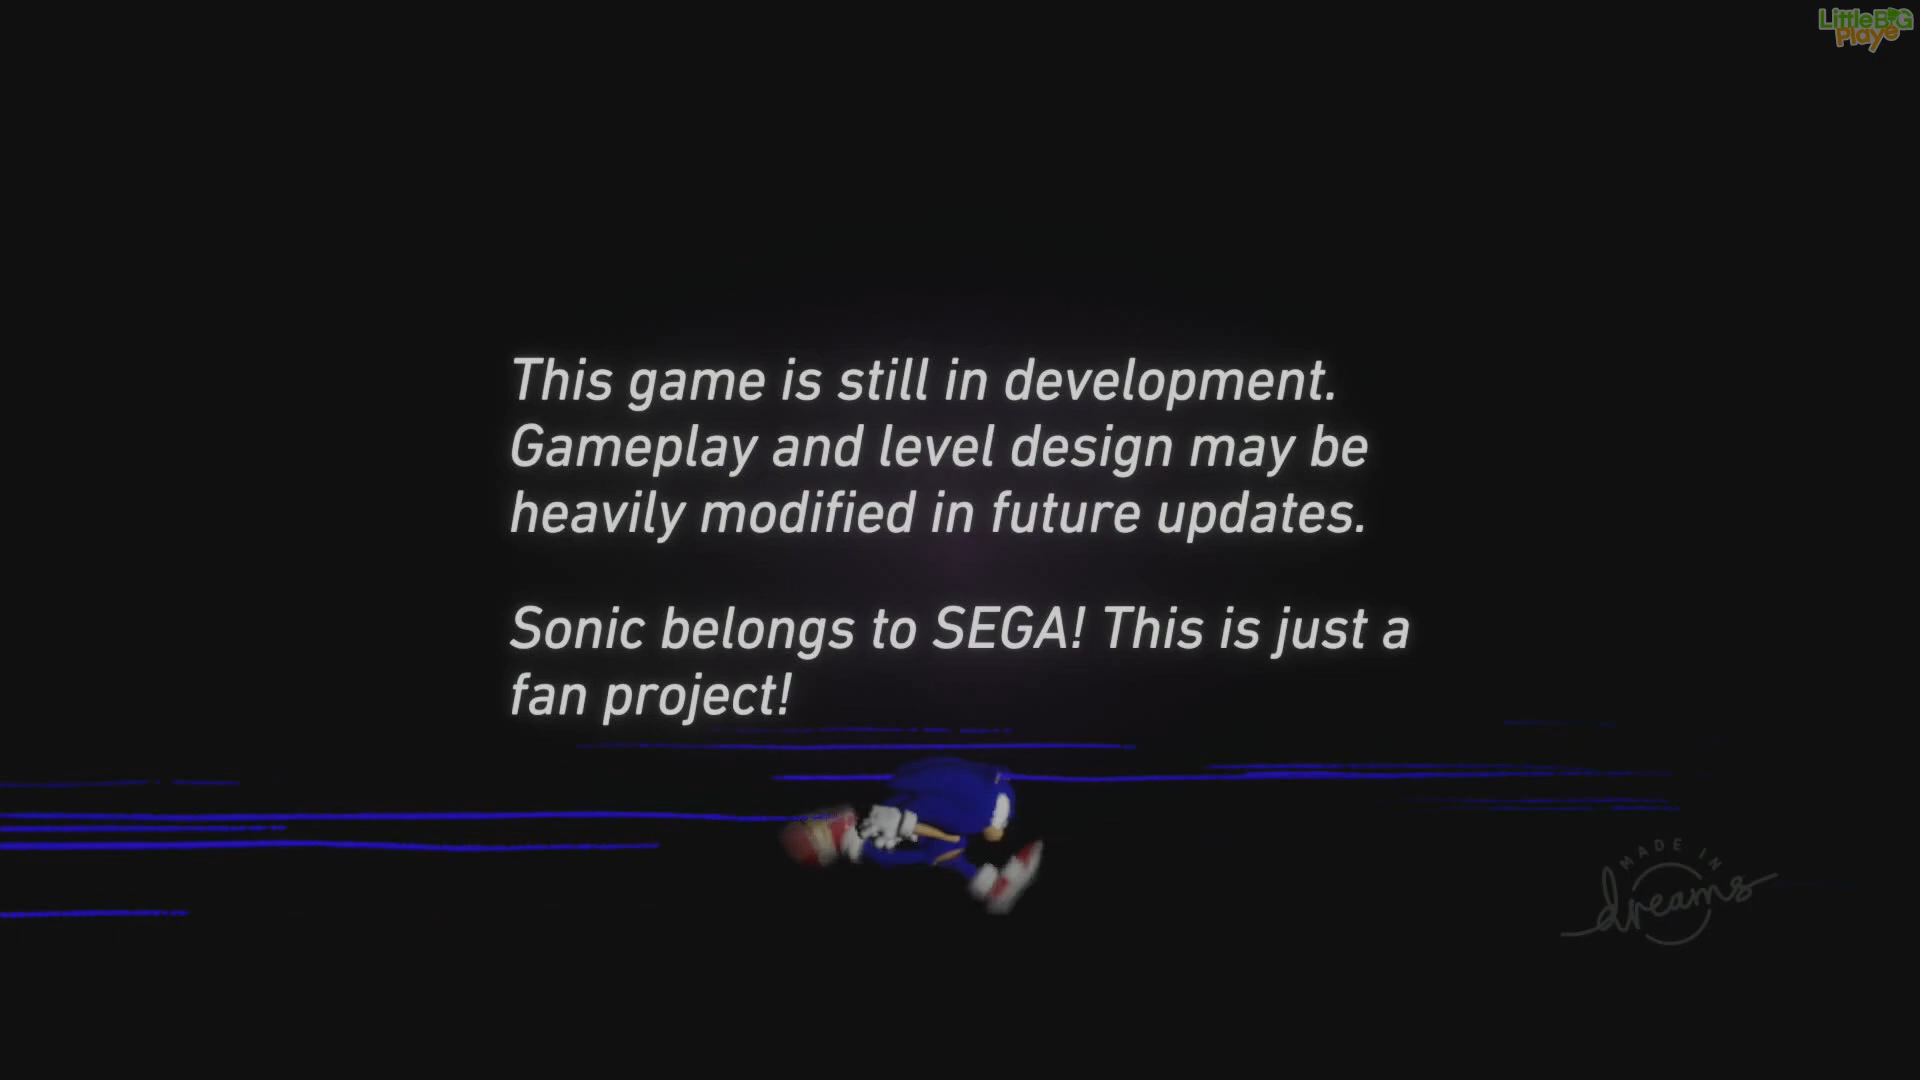 LittleBIG
Playe
This game is still in development.
Gameplay and level design may be
heavily modified in future updates.
Sonic belongs to SEGA! This is just a
fan project!
MADE IN
dreams